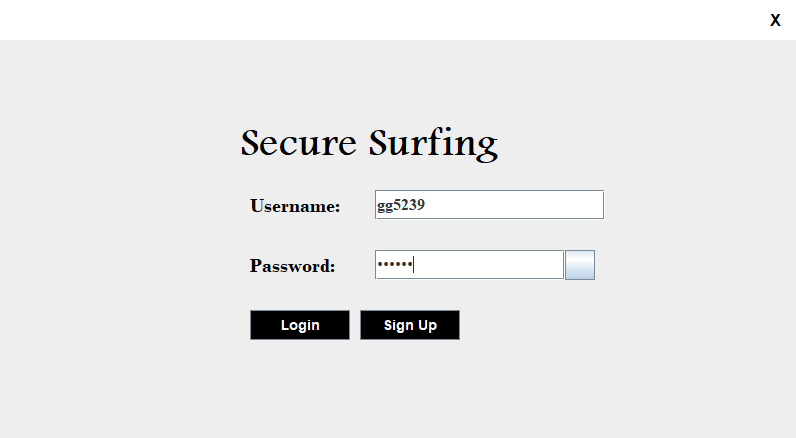 X
Secure Surfing
Username: gg5239
Password: ••••••
Login Sign Up